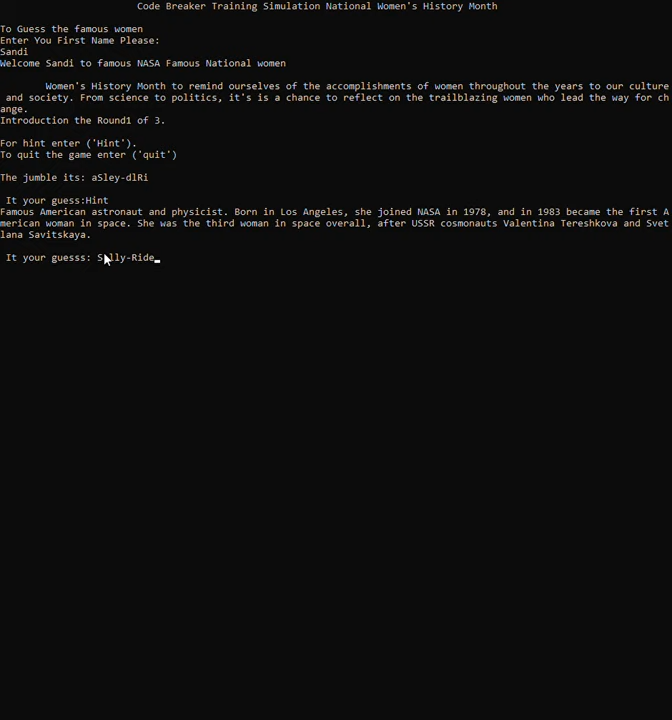 Code Breaker Training Simulation National Women's History Month
To Guess the famous women
Enter You First Name Please:
Sandi
Welcome Sandi to famous NASA Famous National women
Women's History Month to remind ourselves of the accomplishments of women throughout the years to our culture
and society. From science to politics, it's is a chance to reflect on the trailblazing women who lead the way for ch
ange.
Introduction the Round1 of 3.
For hint enter ('Hint').
To quit the game enter ('quit')
The jumble its: aSley-dlRi
It your guess:Hint
Famous American astronaut and physicist. Born in Los Angeles, she joined NASA in 1978, and in 1983 became the first A
merican woman in space. She was the third woman in space overall, after USSR cosmonauts Valentina Tereshkova and Svet
lana Savitskaya.
It your guesss: Sally-Ride